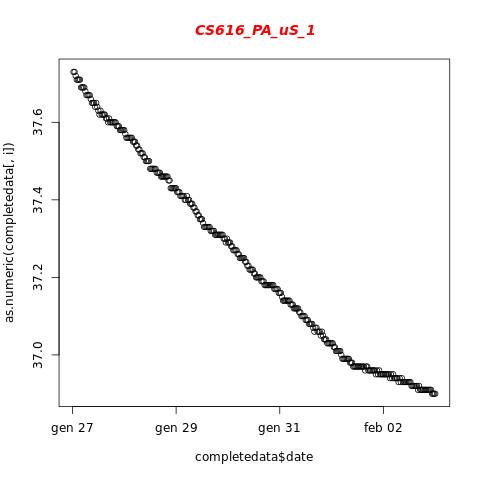 CS616_PA_uS_1
as.numeric(completedata[, i])
37.6
37.4
37.2
37.0
gen 27
gen 29
gen 31
feb 02
completedata$date